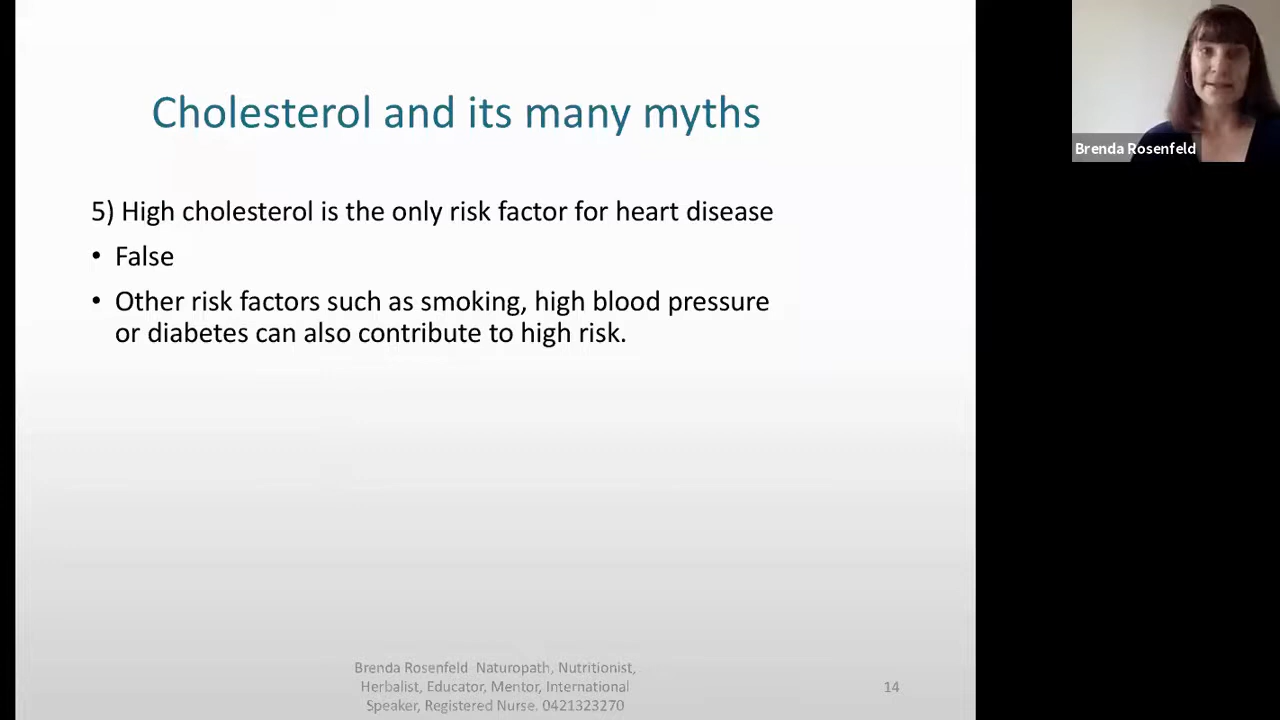 Cholesterol and its many myths
5) High cholesterol is the only risk factor for heart disease
• False
• Other risk factors such as smoking, high blood pressure
or diabetes can also contribute to high risk.
Brenda Rosenfeld Naturopath, Nutritionist,
Herbalist, Educator, Mentor, International
Speaker, Registered Nurse. 0421323270
14
Brenda Rosenfeld